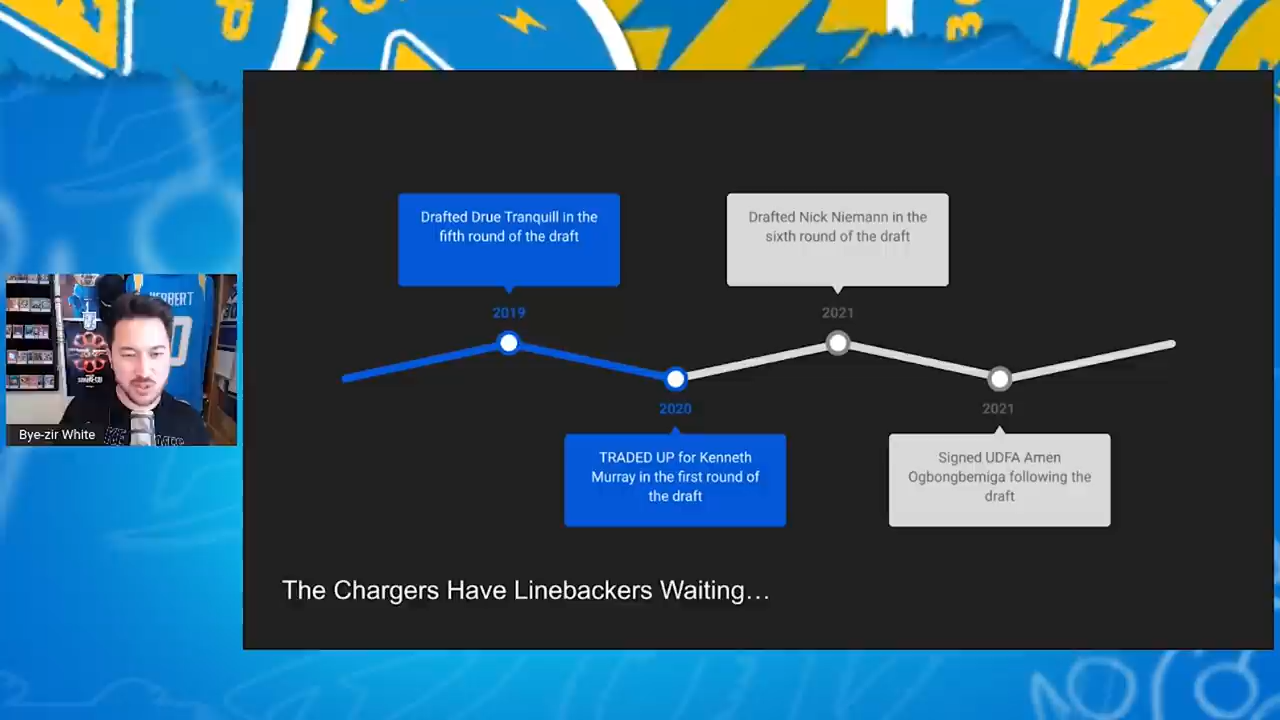 Drafted Drue Tranquill in the
fifth round of the draft
2019
Drafted Nick Niemann in the
sixth round of the draft
2021
2020
TRADED UP for Kenneth
Murray in the first round of
the draft
2021
Signed UDFA Amen
Ogbongbemiga following the
draft
The Chargers Have Linebackers Waiting…
HERBERT
Bye-zir White